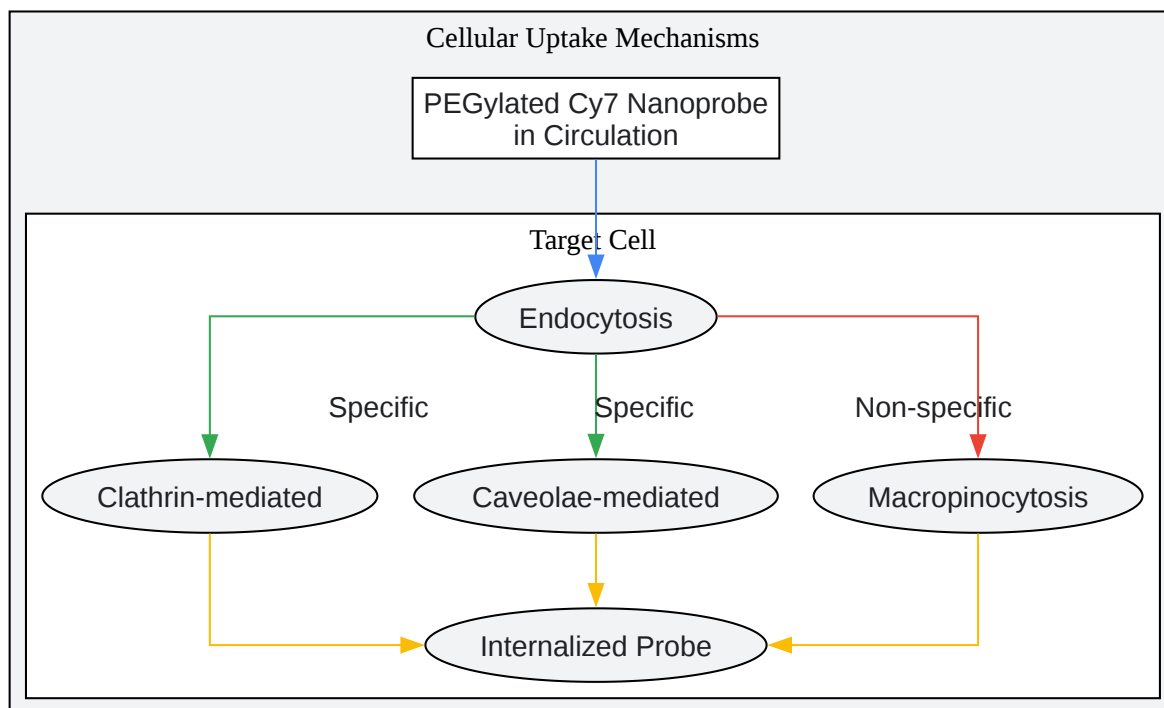 Cellular Uptake Mechanisms
PEGylated Cy7 Nanoprobe
in Circulation
Target Cell
Endocytosis
Specific
Specific
Non-specific
Clathrin-mediated
Caveolae-mediated
Macropinocytosis
Internalized Probe